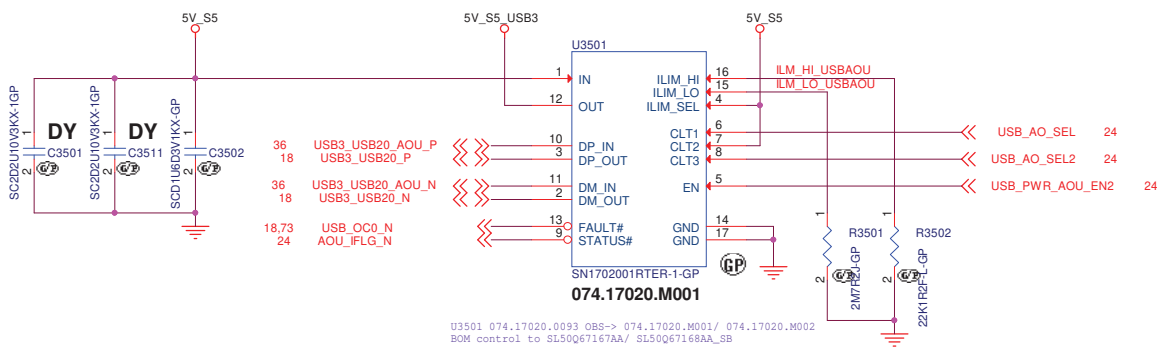 5V_S5
5V_S5_USB3
5V_S5
U3501
1 IN
12 OUT
10 DP_IN
3 DP_OUT
11 DM_IN
2 DM_OUT
13 FAULT#
9 STATUS#
ILIM_HI 16 ILM_HI_USBAOU
ILIM_LO 15 ILM_LO_USBAOU
ILIM_SEL 4
CLT1 6 USB_AO_SEL 24
CLT2 7
CLT3 8 USB_AO_SEL2 24
EN 5 USB_PWR_AOU_EN2 24
GND 14
GND 17
36 USB3_USB20_AOU_P
18 USB3_USB20_P
36 USB3_USB20_AOU_N
18 USB3_USB20_N
18,73 USB_OC0_N
24 AOU_IFLG_N
SC2D2U10V3KX-1GP
1
DY
C3501
2
G/P
SC2D2U10V3KX-1GP
1
DY
C3511
2
G/P
SCD1U6D3V1KX-GP
1
C3502
2
G/P
1
R3501
2
2M7R2J-GP
G/P
1
R3502
2
22K1R2F-L-GP
G/P
GP
SN1702001RTER-1-GP
074.17020.M001
U3501 074.17020.0093 OBS-> 074.17020.M001/ 074.17020.M002
BOM control to SL50Q67167AA/ SL50Q67168AA_SB